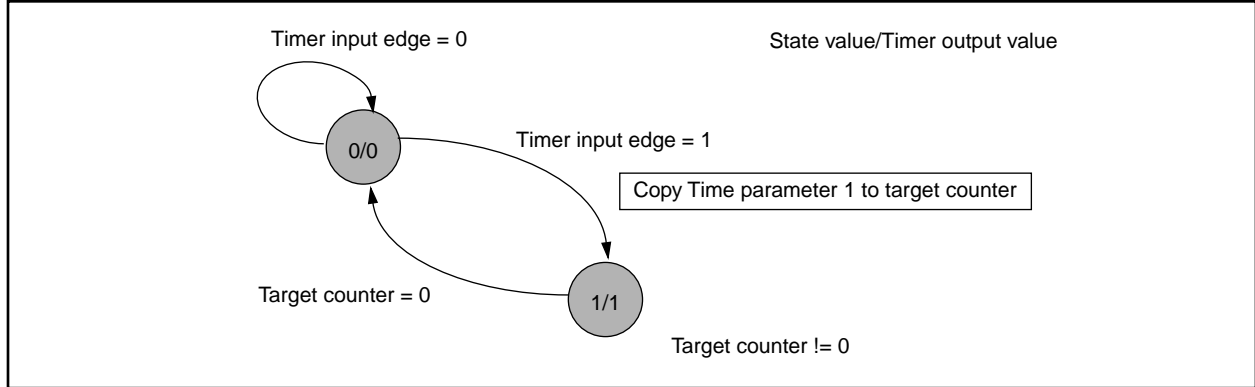 Timer input edge = 0
State value/Timer output value
0/0
Timer input edge = 1
Copy Time parameter 1 to target counter
Target counter = 0
1/1
Target counter != 0